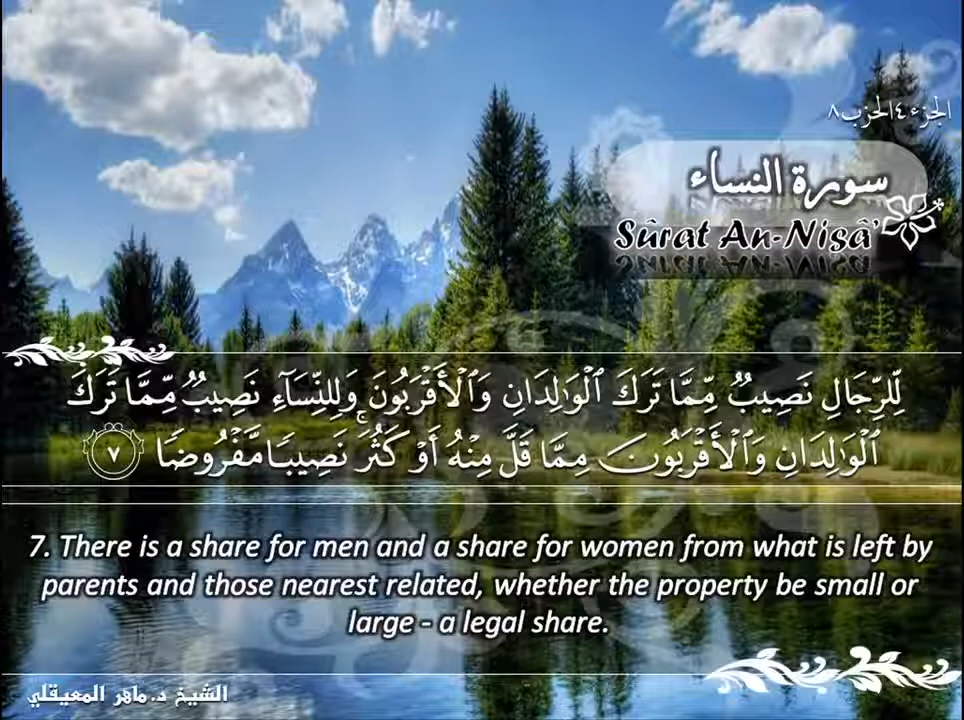 الجزء ٤ الحزب ٨
سورة النساء
Sûrat An-Nisâ'
لِّلرِّجَالِ نَصِيبٌ مِّمَّا تَرَكَ ٱلْوَٰلِدَانِ وَٱلْأَقْرَبُونَ وَلِلنِّسَآءِ نَصِيبٌ مِّمَّا تَرَكَ
ٱلْوَٰلِدَانِ وَٱلْأَقْرَبُونَ مِمَّا قَلَّ مِنْهُ أَوْ كَثُرَ ۚ نَصِيبًا مَّفْرُوضًا ٧
7. There is a share for men and a share for women from what is left by
parents and those nearest related, whether the property be small or
large - a legal share.
الشيخ د. ماهر المعيقلي